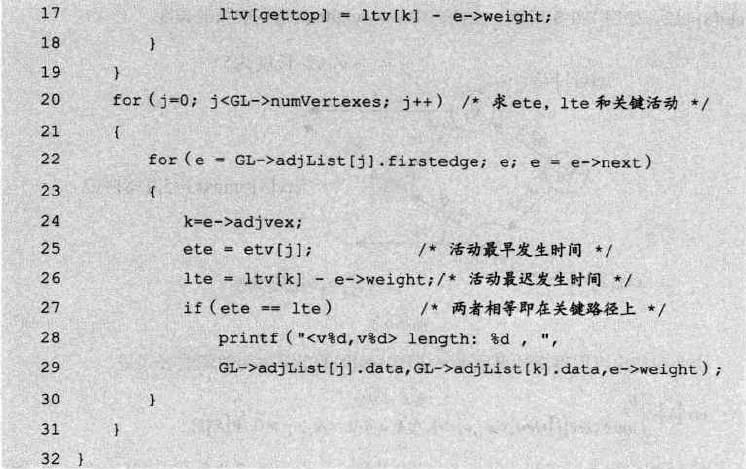 17 ltv[gettop] = ltv[k] - e->weight;
18 }
19 }
20 for(j=0; j<GL->numVertexes; j++) /* 求ete, lte和关键活动 */
21 {
22 for(e = GL->adjList[j].firstedge; e; e = e->next)
23 {
24 k=e->adjvex;
25 ete = etv[j]; /* 活动最早发生时间 */
26 lte = ltv[k] - e->weight;/* 活动最迟发生时间 */
27 if(ete == lte) /* 两者相等即在关键路径上 */
28 printf("<v%d,v%d> length: %d , ",
29 GL->adjList[j].data,GL->adjList[k].data,e->weight);
30 }
31 }
32 }